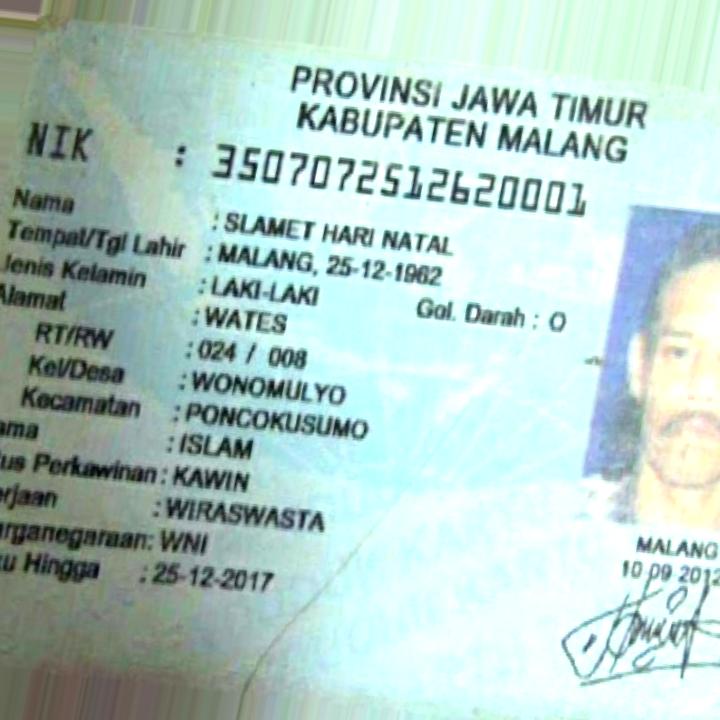 PROVINSI JAWA TIMUR
KABUPATEN MALANG
NIK : 3507072512620001
Nama : SLAMET HARI NATAL
Tempat/Tgl Lahir : MALANG, 25-12-1962
Jenis Kelamin : LAKI-LAKI Gol. Darah : O
Alamat : WATES
RT/RW : 024 / 008
Kel/Desa : WONOMULYO
Kecamatan : PONCOKUSUMO
ama : ISLAM
us Perkawinan : KAWIN
erjaan : WIRASWASTA
arganegaraan: WNI
ku Hingga : 25-12-2017
MALANG
10 09 2012